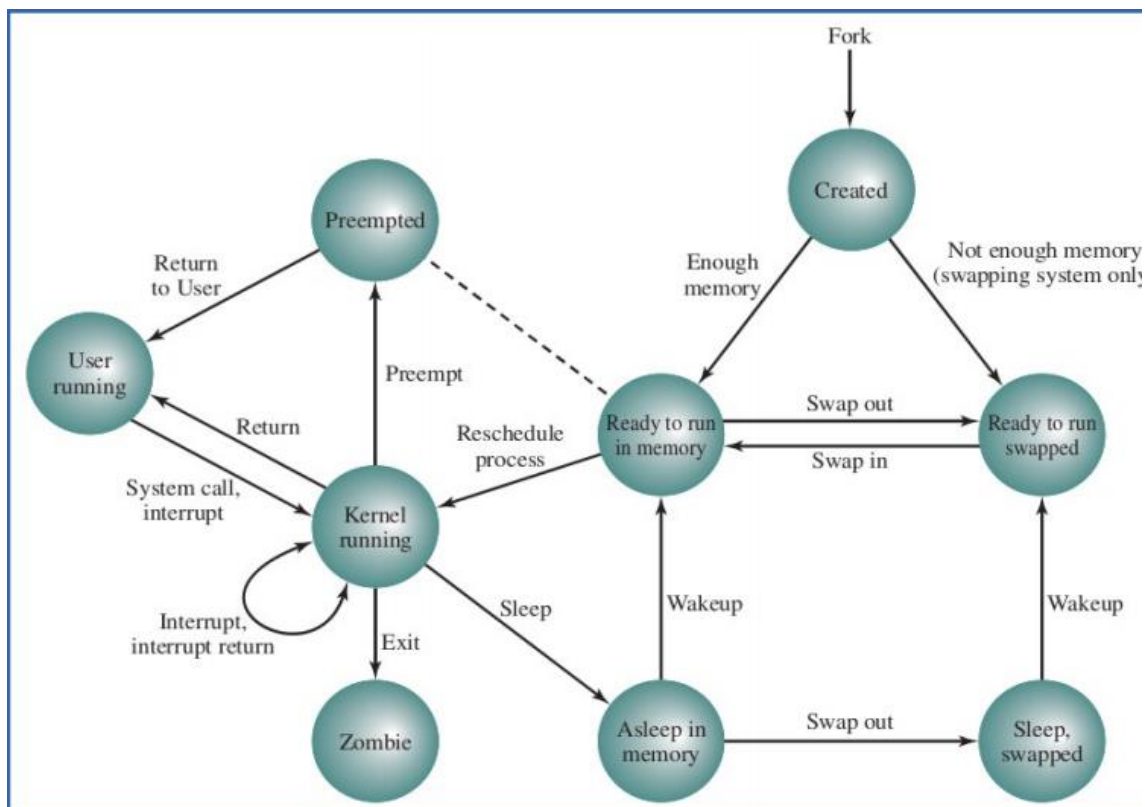 Fork
Created
Preempted
Return
to User
Enough
memory
Not enough memory
(swapping system only
User
running
Preempt
Ready to run
in memory
Swap out
Swap in
Ready to run
swapped
Return
Reschedule
process
System call,
interrupt
Kernel
running
Interrupt,
interrupt return
Sleep
Wakeup
Wakeup
Exit
Zombie
Asleep in
memory
Swap out
Sleep,
swapped